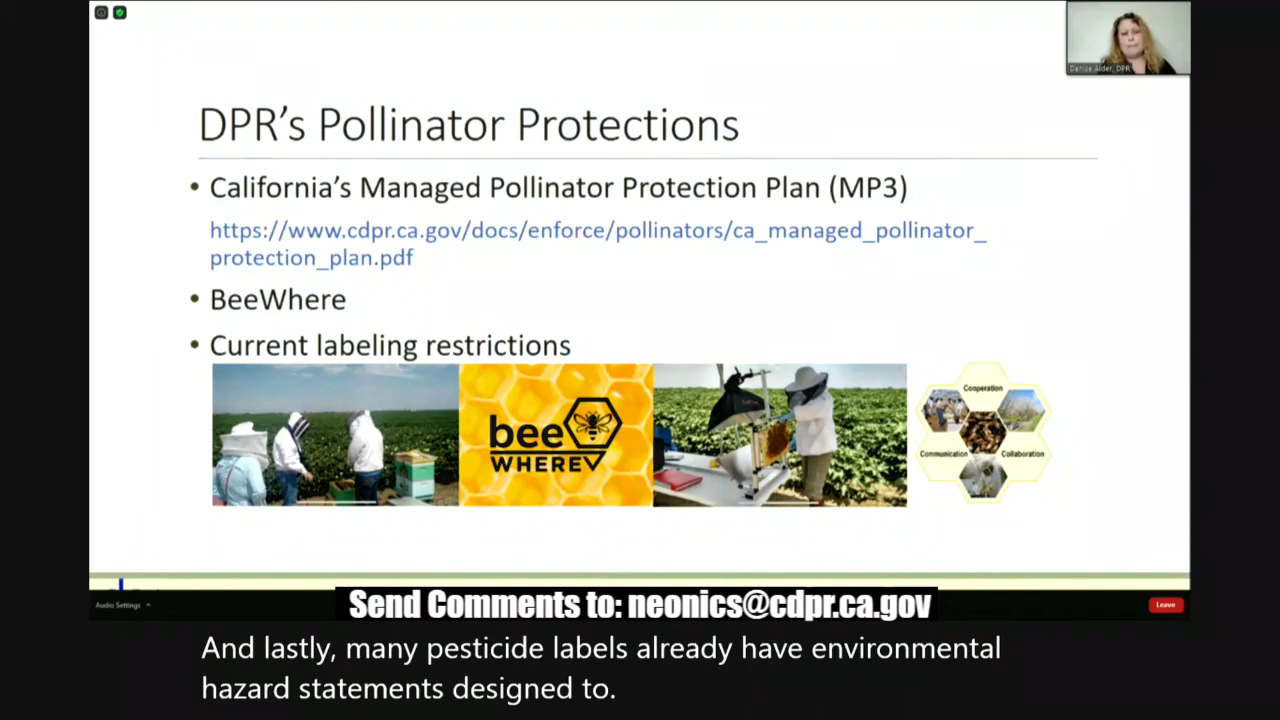 Denise Alder, DPR
DPR's Pollinator Protections
• California's Managed Pollinator Protection Plan (MP3)
https://www.cdpr.ca.gov/docs/enforce/pollinators/ca_managed_pollinator_
protection_plan.pdf
• BeeWhere
• Current labeling restrictions
bee
WHERE
Cooperation
Communication
Collaboration
Audio Settings
Leave
Send Comments to: neonics@cdpr.ca.gov
And lastly, many pesticide labels already have environmental
hazard statements designed to.